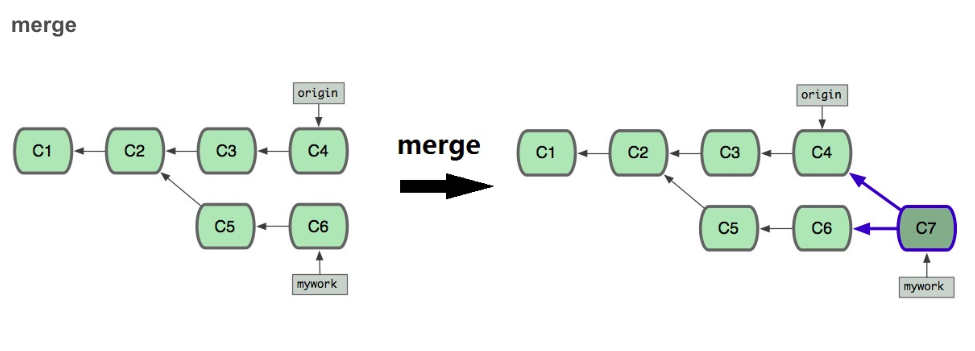 merge
origin
C1 C2 C3 C4
C5 C6
mywork
merge
origin
C1 C2 C3 C4
C5 C6 C7
mywork